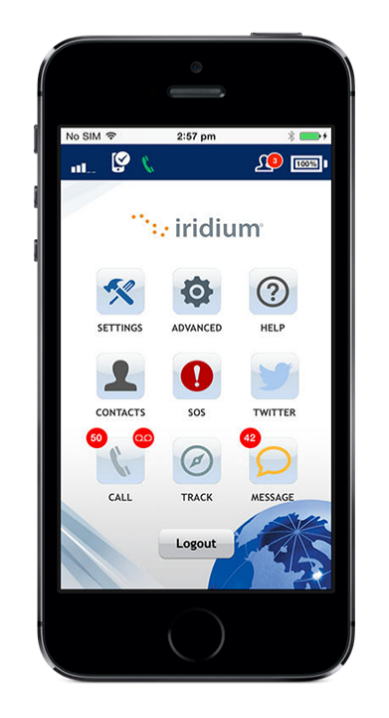 No SIM 2:57 pm
3 100%
iridium
SETTINGS ADVANCED HELP
CONTACTS SOS TWITTER
50 42
CALL TRACK MESSAGE
Logout